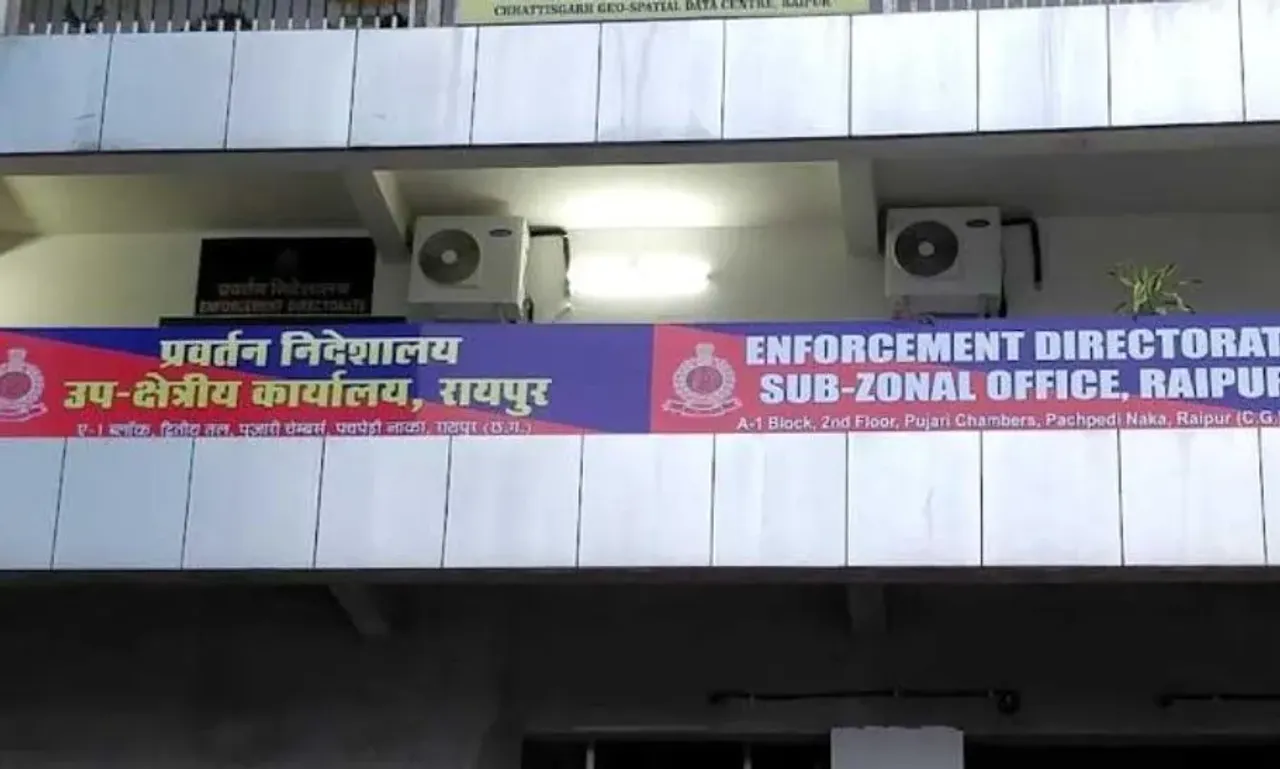 CHHATTISGARH GEO-SPATIAL DATA CENTRE, RAIPUR
प्रवर्तन निदेशालय
ENFORCEMENT DIRECTORATE
प्रवर्तन निदेशालय
उप-क्षेत्रीय कार्यालय, रायपुर
ए-1 ब्लॉक, द्वितीय तल, पुजारी चेम्बर्स, पचपेड़ी नाका, रायपुर (छ.ग.)
ENFORCEMENT DIRECTORAT
SUB-ZONAL OFFICE, RAIPUR
A-1 Block, 2nd Floor, Pujari Chambers, Pachpedi Naka, Raipur (C.G.